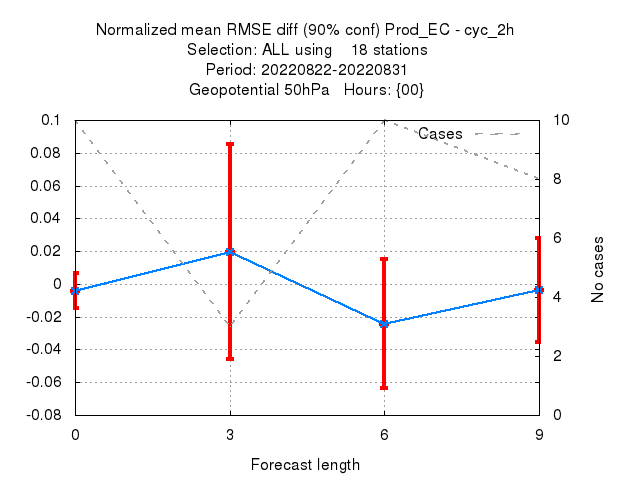 Normalized mean RMSE diff (90% conf) Prod_EC - cyc_2h
Selection: ALL using 18 stations
Period: 20220822-20220831
Geopotential 50hPa Hours: {00}
Cases
0.1
0.08
0.06
0.04
0.02
0
-0.02
-0.04
-0.06
-0.08
10
8
6
4
2
0
No cases
0 3 6 9
Forecast length